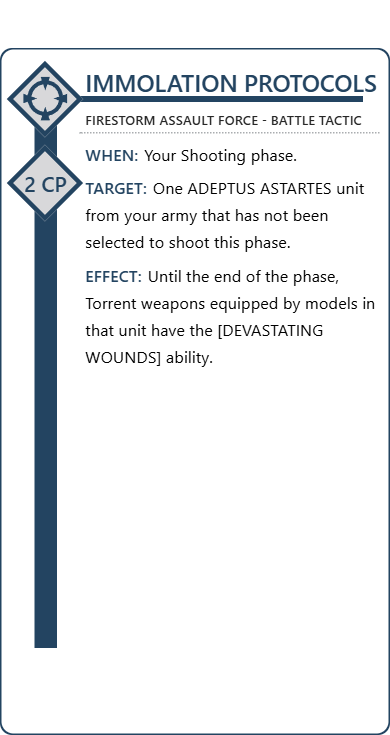 IMMOLATION PROTOCOLS
FIRESTORM ASSAULT FORCE - BATTLE TACTIC
2 CP
WHEN: Your Shooting phase.
TARGET: One ADEPTUS ASTARTES unit
from your army that has not been
selected to shoot this phase.
EFFECT: Until the end of the phase,
Torrent weapons equipped by models in
that unit have the [DEVASTATING
WOUNDS] ability.